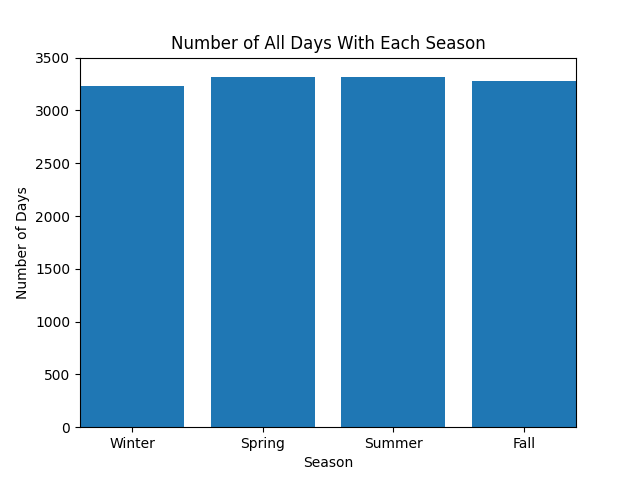 Number of All Days With Each Season
3500
3000
2500
2000
1500
1000
500
0
Number of Days
Winter Spring Summer Fall
Season